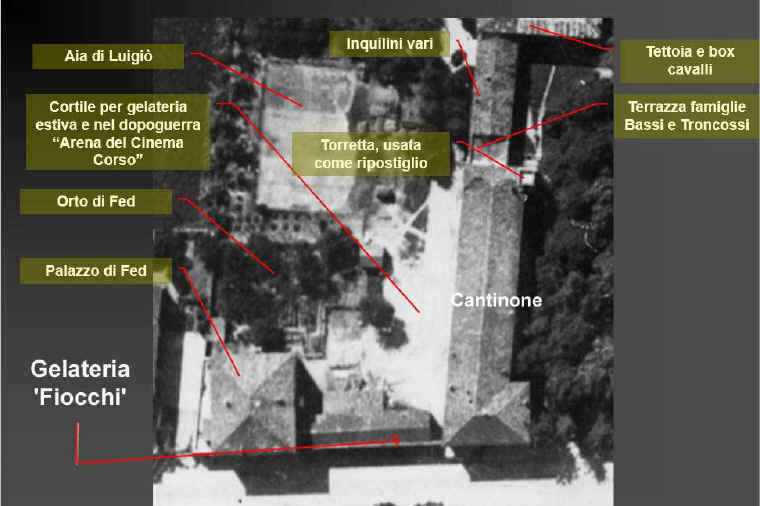 Aia di Luigiò
Inquilini vari
Tettoia e box
cavalli
Cortile per gelateria
estiva e nel dopoguerra
“Arena del Cinema
Corso”
Terrazza famiglie
Bassi e Troncossi
Torretta, usata
come ripostiglio
Orto di Fed
Palazzo di Fed
Cantinone
Gelateria
'Fiocchi'